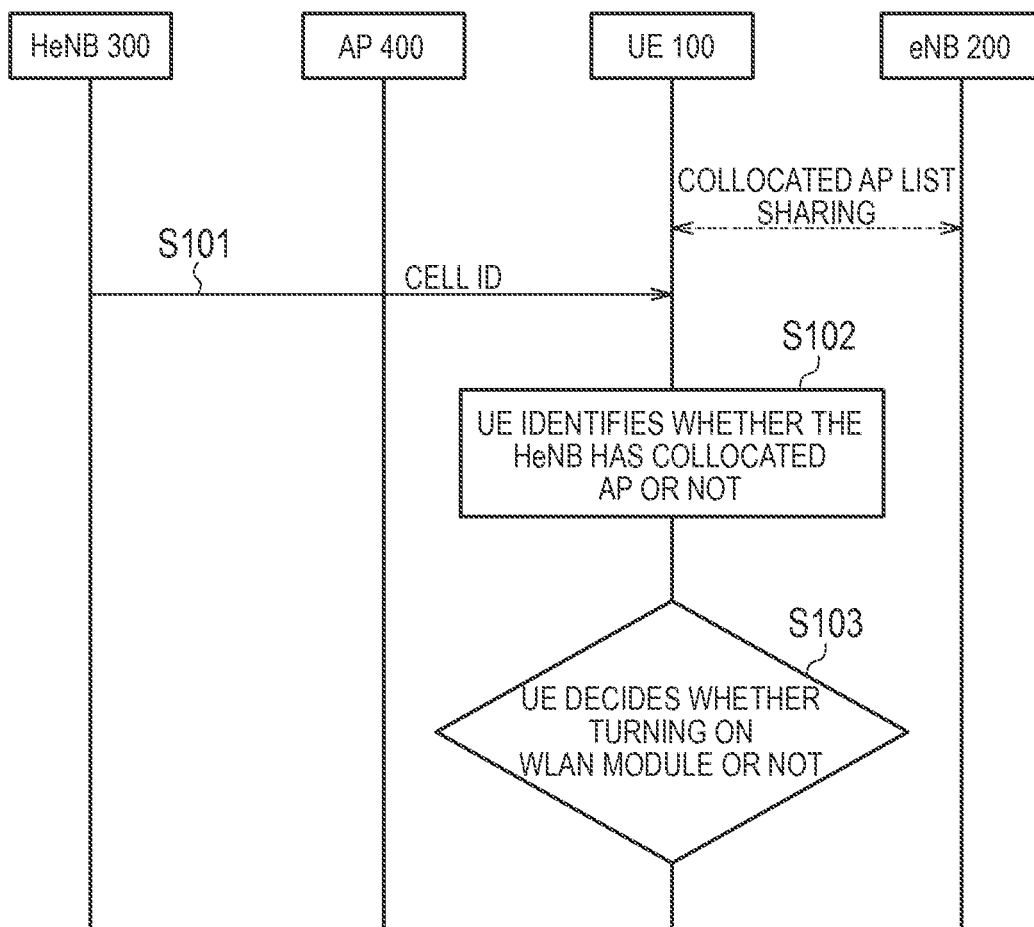 HeNB 300
AP 400
UE 100
eNB 200
COLLOCATED AP LIST
SHARING
S101
CELL ID
S102
UE IDENTIFIES WHETHER THE
HeNB HAS COLLOCATED
AP OR NOT
S103
UE DECIDES WHETHER
TURNING ON
WLAN MODULE OR NOT